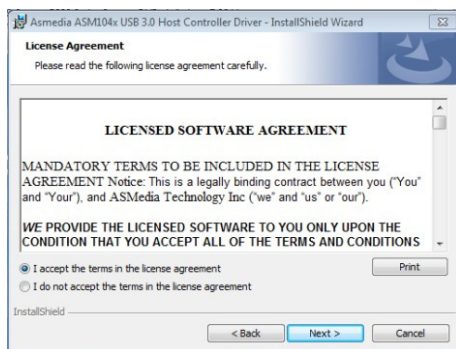 Asmedia ASM104x USB 3.0 Host Controller Driver - InstallShield Wizard
License Agreement
Please read the following license agreement carefully.
LICENSED SOFTWARE AGREEMENT
MANDATORY TERMS TO BE INCLUDED IN THE LICENSE
AGREEMENT Notice: This is a legally binding contract between you ("You"
and "Your"), and ASMedia Technology Inc ("we" and "us" or "our").
WE PROVIDE THE LICENSED SOFTWARE TO YOU ONLY UPON THE
CONDITION THAT YOU ACCEPT ALL OF THE TERMS AND CONDITIONS
I accept the terms in the license agreement
Print
I do not accept the terms in the license agreement
InstallShield
< Back
Next >
Cancel